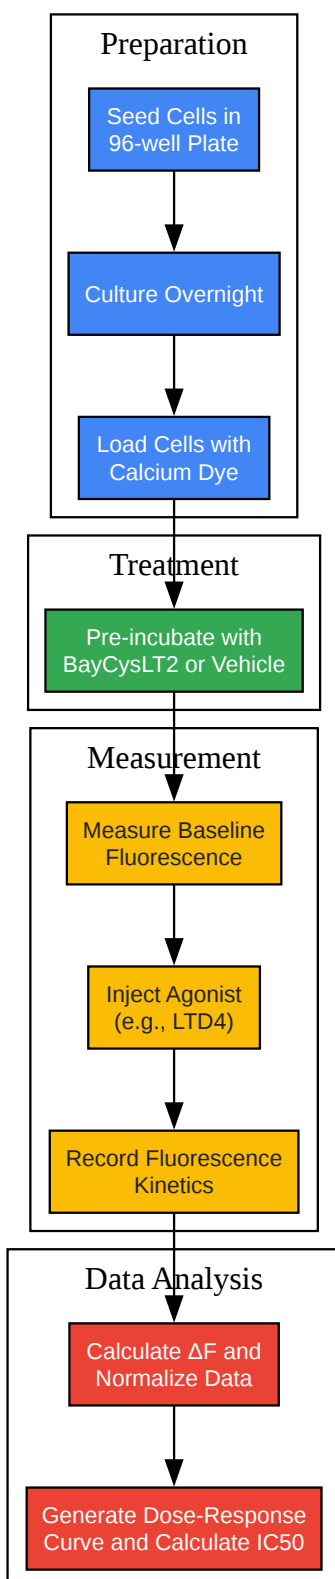 Preparation
Seed Cells in
96-well Plate
Culture Overnight
Load Cells with
Calcium Dye
Treatment
Pre-incubate with
BayCysLT2 or Vehicle
Measurement
Measure Baseline
Fluorescence
Inject Agonist
(e.g., LTD4)
Record Fluorescence
Kinetics
Data Analysis
Calculate ΔF and
Normalize Data
Generate Dose-Response
Curve and Calculate IC50